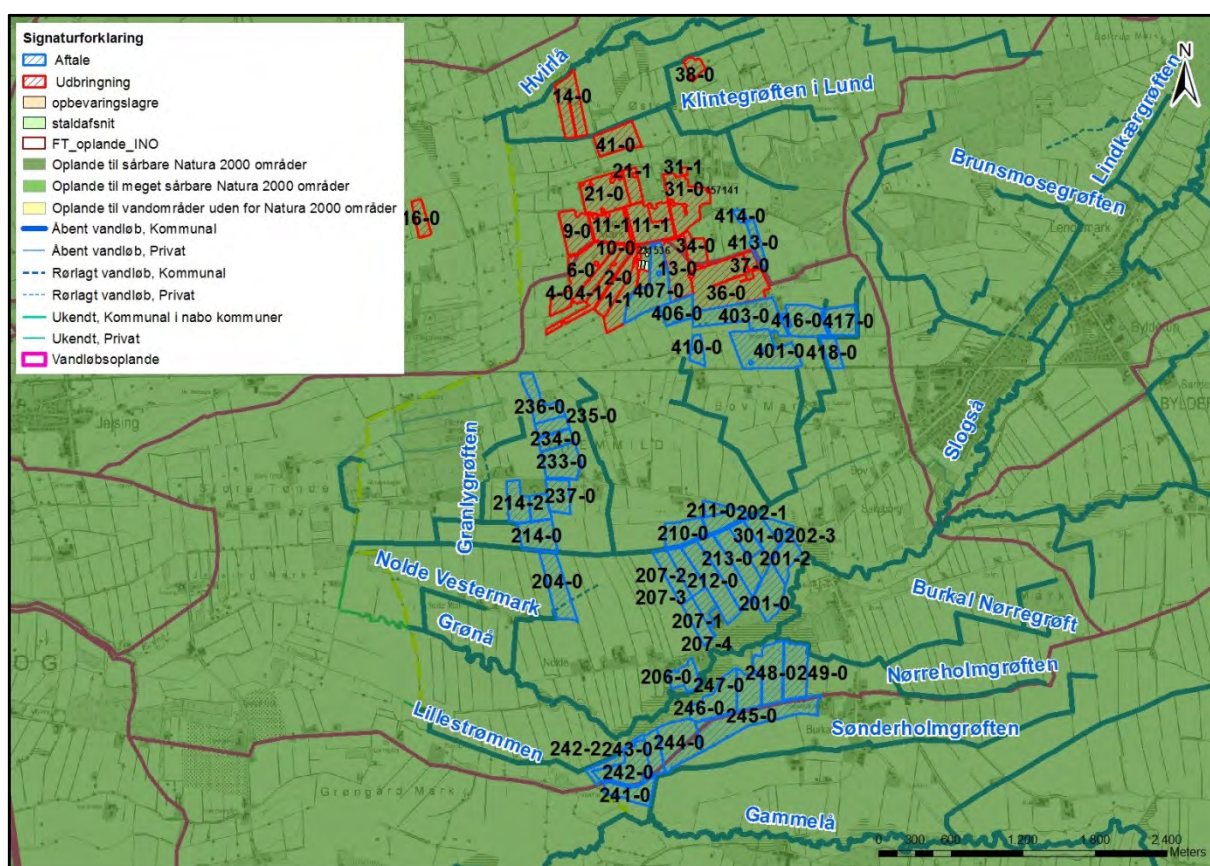 Signaturforklaring
Aftale
Udbringning
opbevaringslagre
staldafsnit
FT_oplande_INO
Oplande til sårbare Natura 2000 områder
Oplande til meget sårbare Natura 2000 områder
Oplande til vandområder uden for Natura 2000 områder
Åbent vandløb, Kommunal
Åbent vandløb, Privat
Rørlagt vandløb, Kommunal
Rørlagt vandløb, Privat
Ukendt, Kommunal i nabo kommuner
Ukendt, Privat
Vandløbsoplande
N
Hvirlå
38-0
14-0
Klintegrøften i Lund
41-0
Lindkærgrøften
Brunsmosegrøften
21-1
31-1
21-0
31-0
16-0
414-0
9-0
11-1
11-1
413-0
10-0
34-0
6-0
13-0
37-0
2-0
4-0
4-1
407-0
36-0
1-1
406-0
403-0
416-0
417-0
410-0
401-0
418-0
Bov Mark
Jejsing
236-0
235-0
234-0
233-0
Granlygrøften
Slogså
214-2
237-0
211-0
202-1
214-0
210-0
301-0
202-3
213-0
201-2
Nolde Vestermark
204-0
207-2
212-0
207-3
201-0
Burkal Nørregrøft
Grønå
207-1
207-4
Nolde
206-0
248-0
249-0
Nørreholmgrøften
247-0
246-0
245-0
Sønderholmgrøften
Lillestrømmen
242-2
243-0
244-0
242-0
Grøngård Mark
241-0
Gammelå
0 300 600 1.200 1.800 2.400
Meters